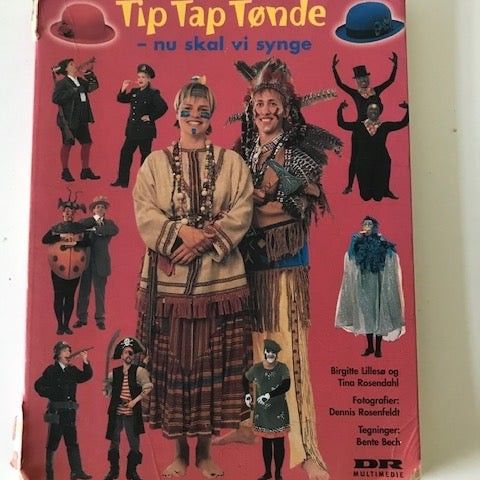 Tip Tap Tønde
- nu skal vi synge
Birgitte Lillesø og
Tina Rosendahl
Fotografier:
Dennis Rosenfeldt
Tegninger:
Bente Bech
DR
MULTIMEDIE